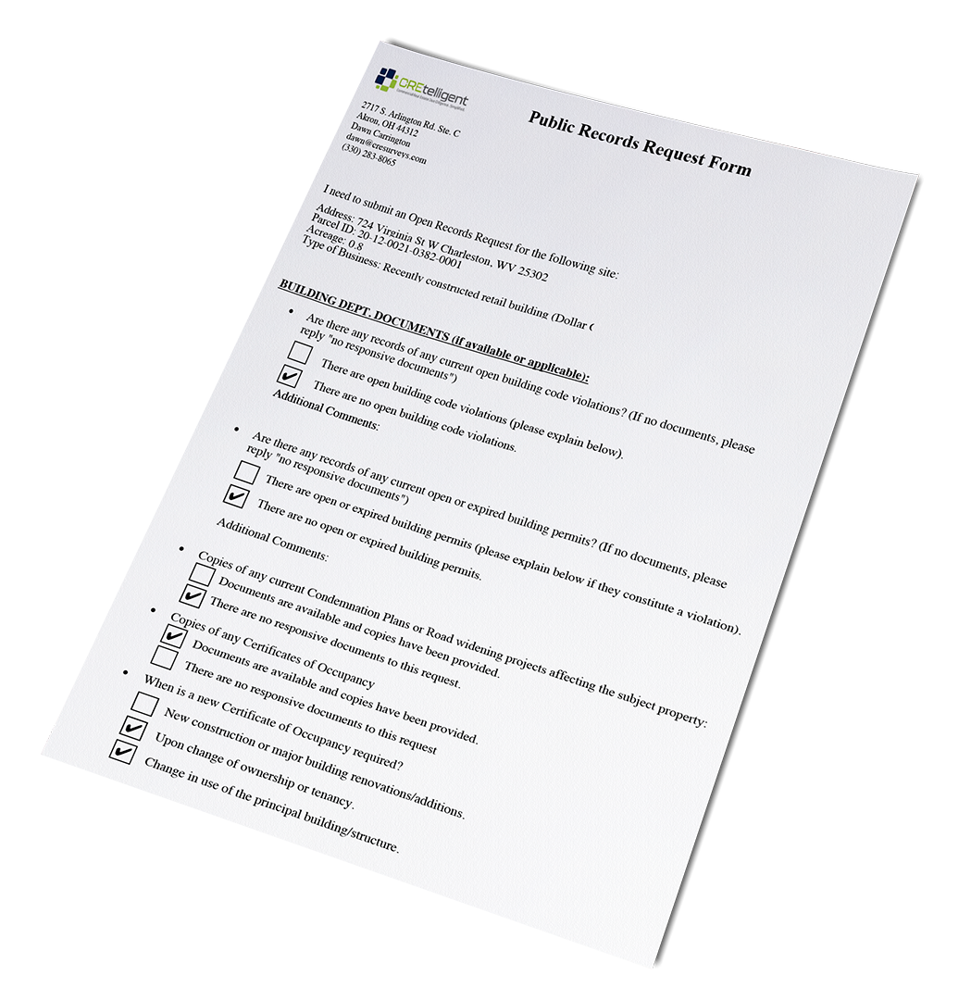 CREtelligent
2717 S. Arlington Rd. Ste. C
Akron, OH 44312
Dawn Carrington
dawn@cresurveys.com
(330) 283-8065
Public Records Request Form
I need to submit an Open Records Request for the following site:
Address: 724 Virginia St W Charleston, WV 25302
Parcel ID: 20-12-0021-0382-0001
Acreage: 0.8
Type of Business: Recently constructed retail building (Dollar
BUILDING DEPT. DOCUMENTS (if available or applicable):
• Are there any records of any current open building code violations? (If no documents, please
reply "no responsive documents")
☐ There are open building code violations (please explain below).
☑ There are no open building code violations.
Additional Comments:
• Are there any records of any current open or expired building permits? (If no documents, please
reply "no responsive documents")
☐ There are open or expired building permits (please explain below if they constitute a violation).
☑ There are no open or expired building permits.
Additional Comments:
• Copies of any current Condemnation Plans or Road widening projects affecting the subject property:
☐ Documents are available and copies have been provided.
☑ There are no responsive documents to this request.
• Copies of any Certificates of Occupancy
☑ Documents are available and copies have been provided.
☐ There are no responsive documents to this request
• When is a new Certificate of Occupancy required?
☐ New construction or major building renovations/additions.
☑ Upon change of ownership or tenancy.
☑ Change in use of the principal building/structure.